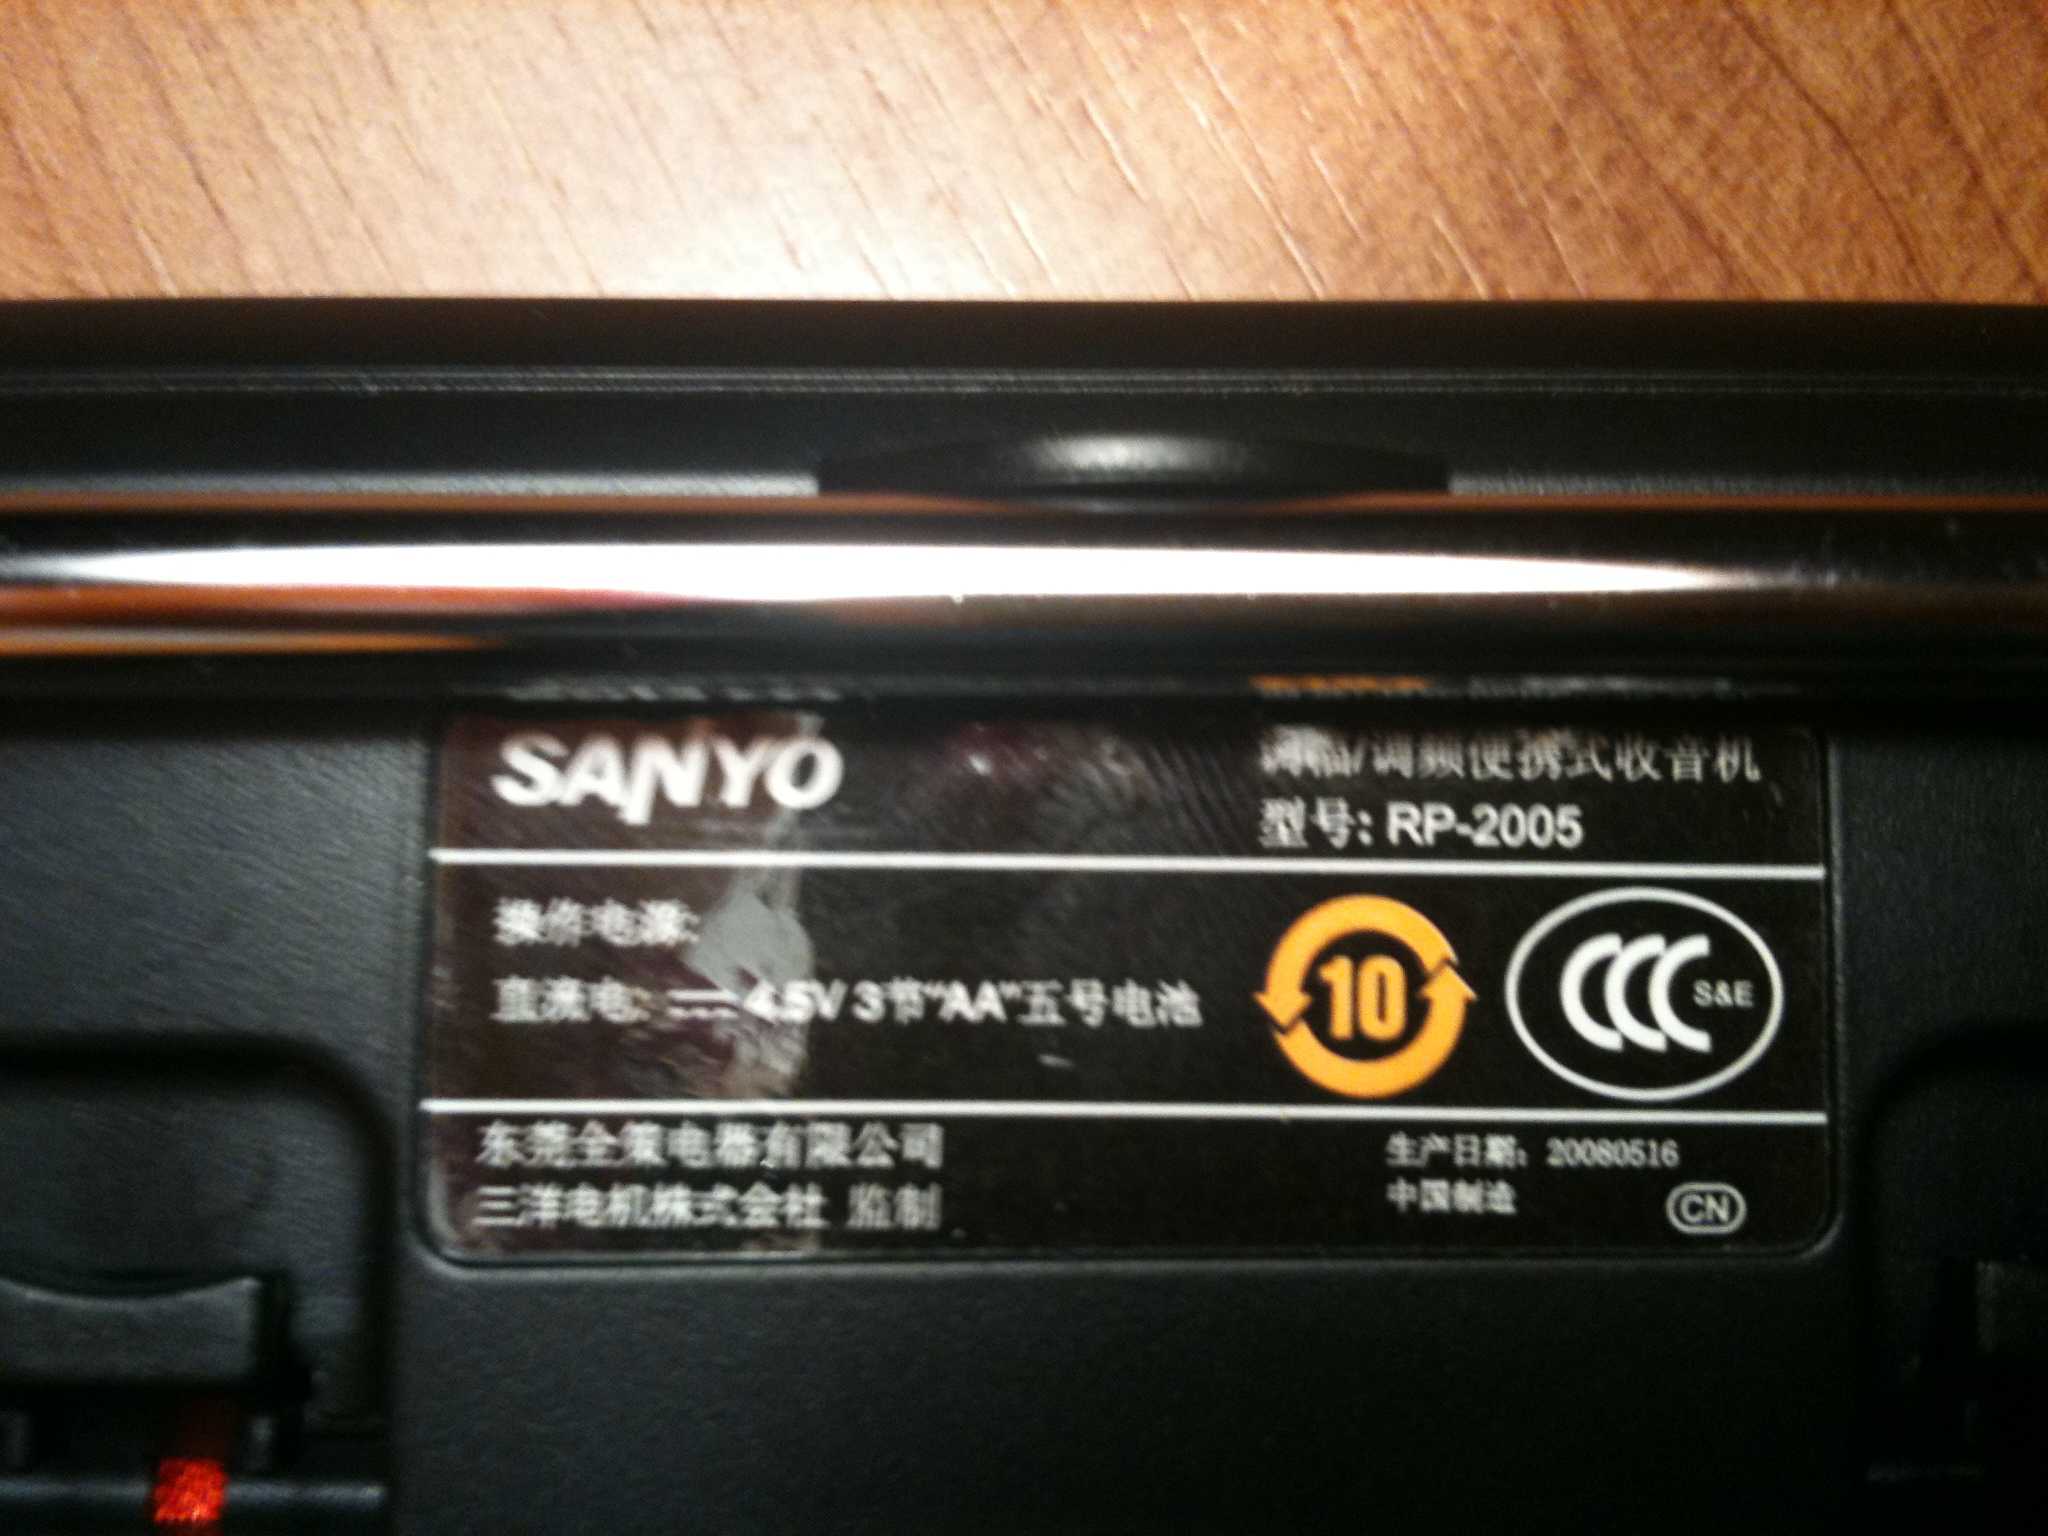 SANYO
调幅/调频便携式收音机
型号: RP-2005
操作电源:
直流电: 4.5V 3节“AA”五号电池
10
CCC S&E
东莞全策电器有限公司
三洋电机株式会社 监制
生产日期: 20080516
中国制造
CN